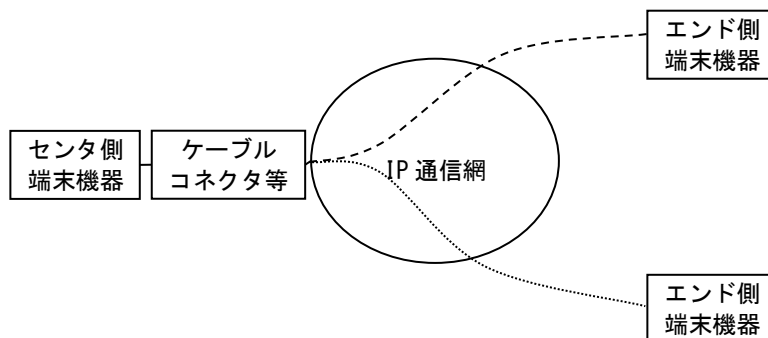 エンド側
端末機器
センタ側
端末機器
ケーブル
コネクタ等
IP 通信網
エンド側
端末機器